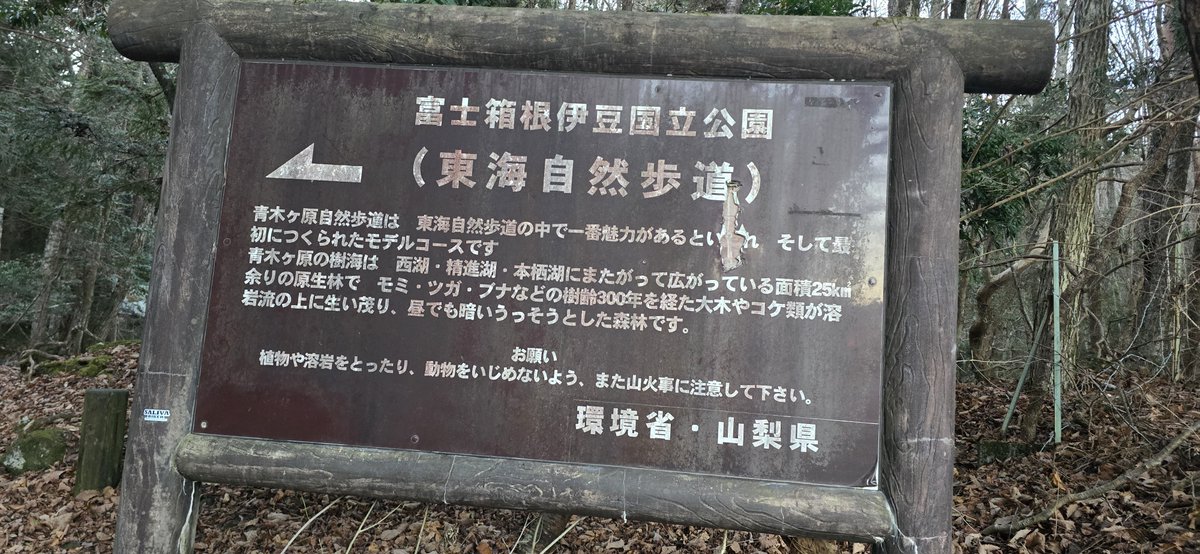 富士箱根伊豆国立公園
(東海自然歩道)
青木ヶ原自然歩道は 東海自然歩道の中で一番魅力があるとい れ そして最
初につくられたモデルコースです
青木ヶ原の樹海は 西湖・精進湖・本栖湖にまたがって広がっている面積25㎢
余りの原生林で モミ・ツガ・ブナなどの樹齢300年を経た大木やコケ類が溶
岩流の上に生い茂り、昼でも暗いうっそうとした森林です。
お願い
植物や溶岩をとったり、動物をいじめないよう、また山火事に注意して下さい。
環境省・山梨県
SALIVA